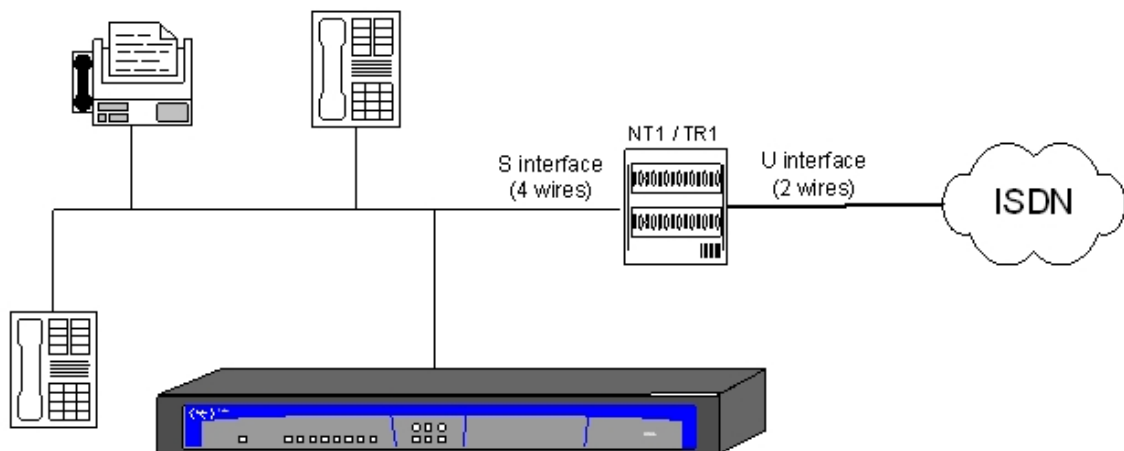 NT1 / TR1
S interface
(4 wires)
U interface
(2 wires)
ISDN